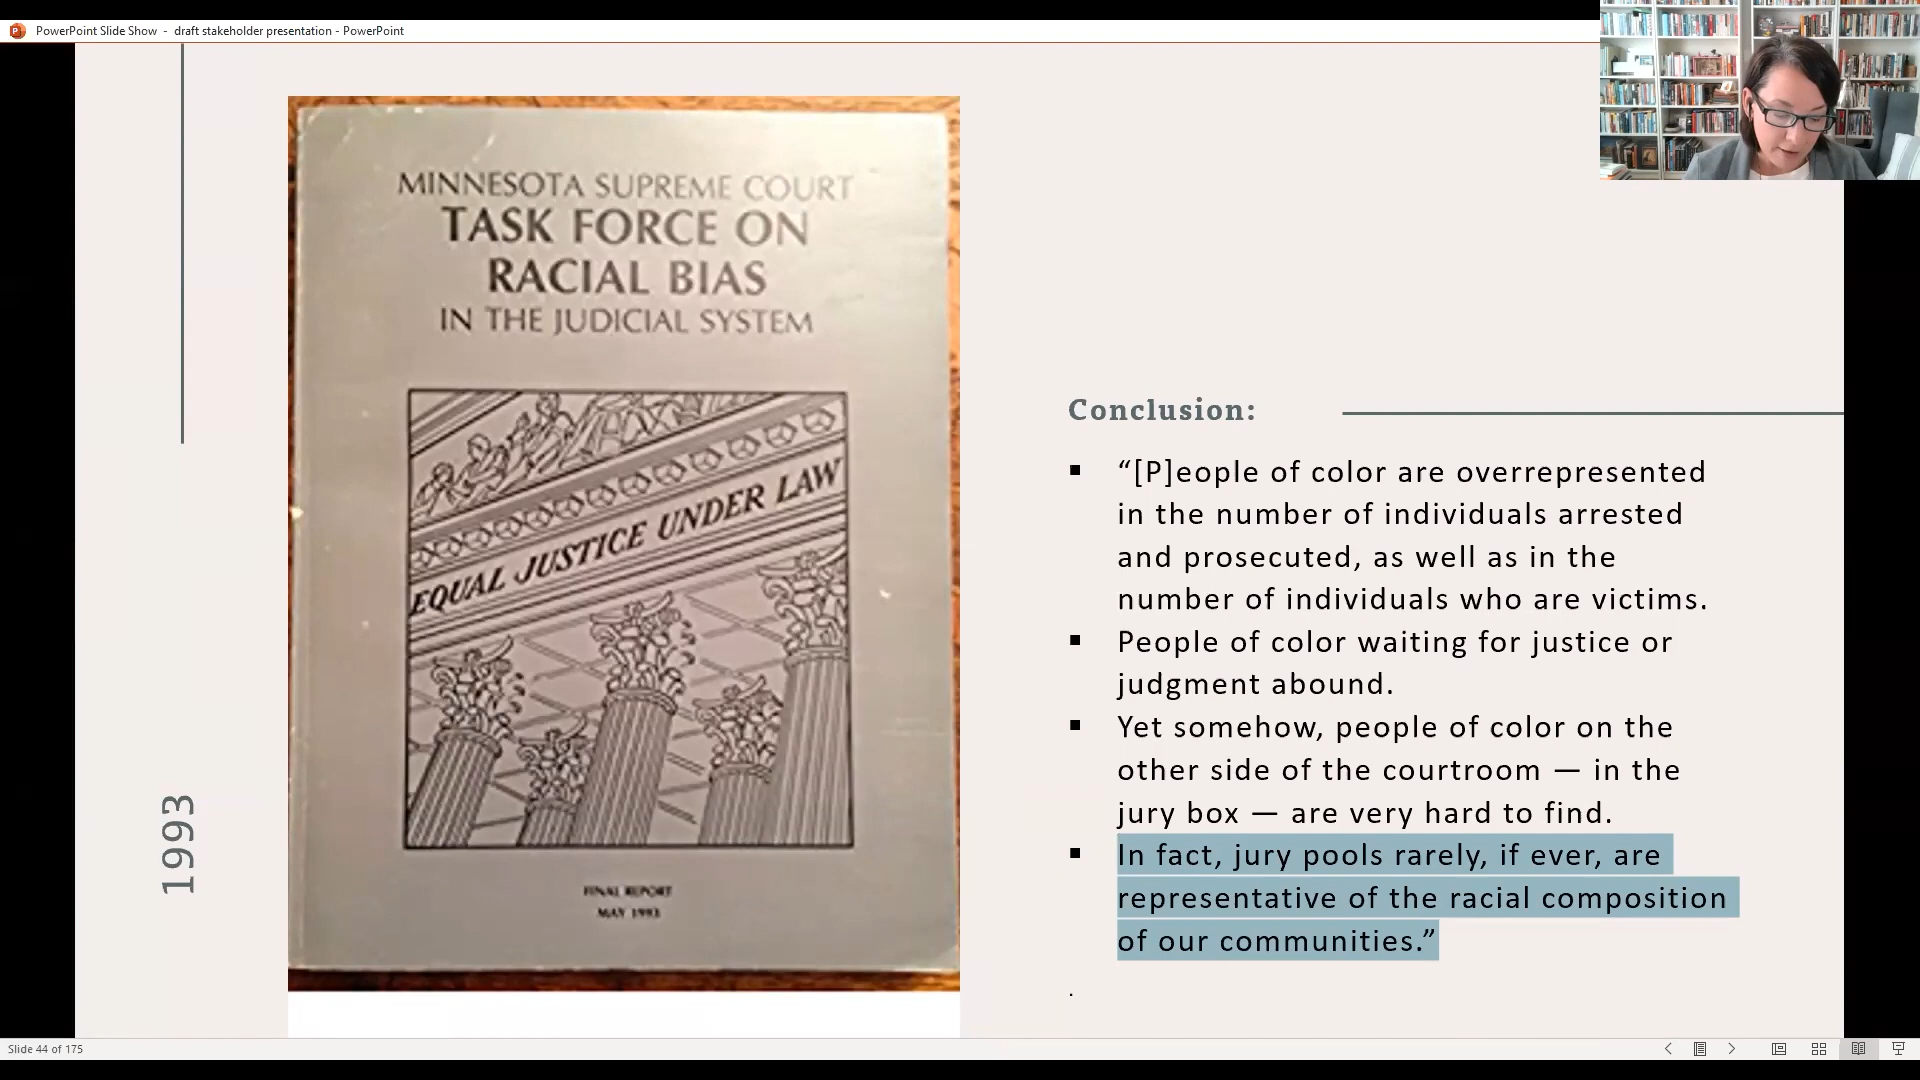 PowerPoint Slide Show - draft stakeholder presentation - PowerPoint
MINNESOTA SUPREME COURT
TASK FORCE ON
RACIAL BIAS
IN THE JUDICIAL SYSTEM
EQUAL JUSTICE UNDER LAW
FINAL REPORT
MAY 1993
1993
Conclusion:
▪ “[P]eople of color are overrepresented
in the number of individuals arrested
and prosecuted, as well as in the
number of individuals who are victims.
▪ People of color waiting for justice or
judgment abound.
▪ Yet somehow, people of color on the
other side of the courtroom — in the
jury box — are very hard to find.
▪ In fact, jury pools rarely, if ever, are
representative of the racial composition
of our communities.”
.
Slide 44 of 175